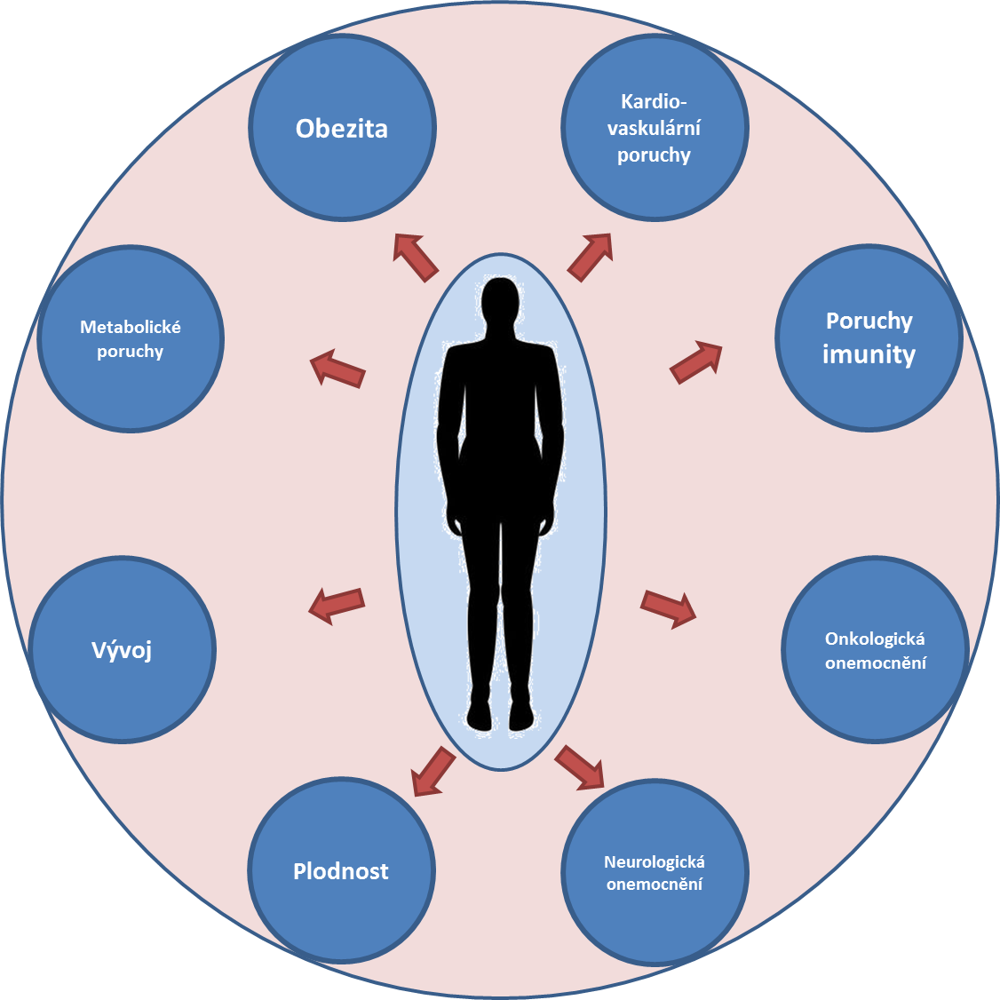 Obezita
Kardio-
vaskulární
poruchy
Metabolické
poruchy
Poruchy
imunity
Vývoj
Onkologická
onemocnění
Plodnost
Neurologická
onemocnění